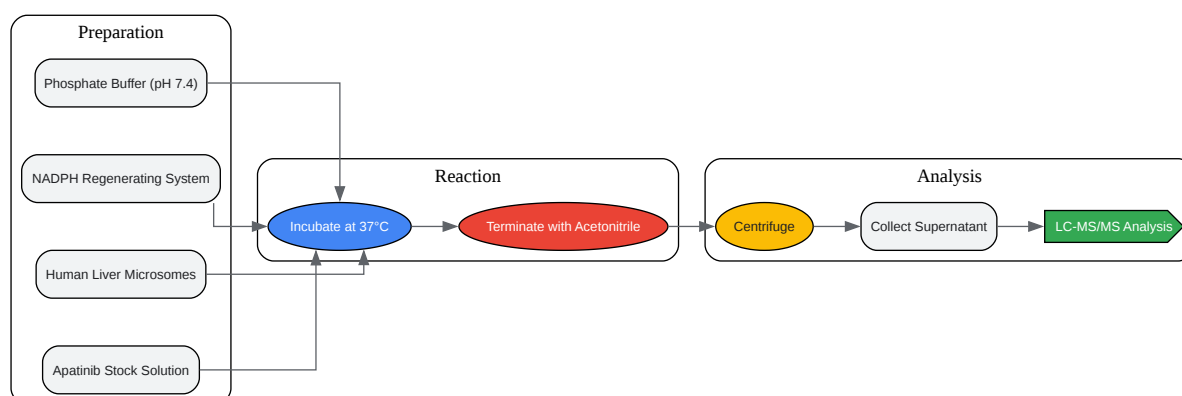 Preparation
Phosphate Buffer (pH 7.4)
NADPH Regenerating System
Human Liver Microsomes
Apatinib Stock Solution
Reaction
Incubate at 37°C
Terminate with Acetonitrile
Analysis
Centrifuge
Collect Supernatant
LC-MS/MS Analysis